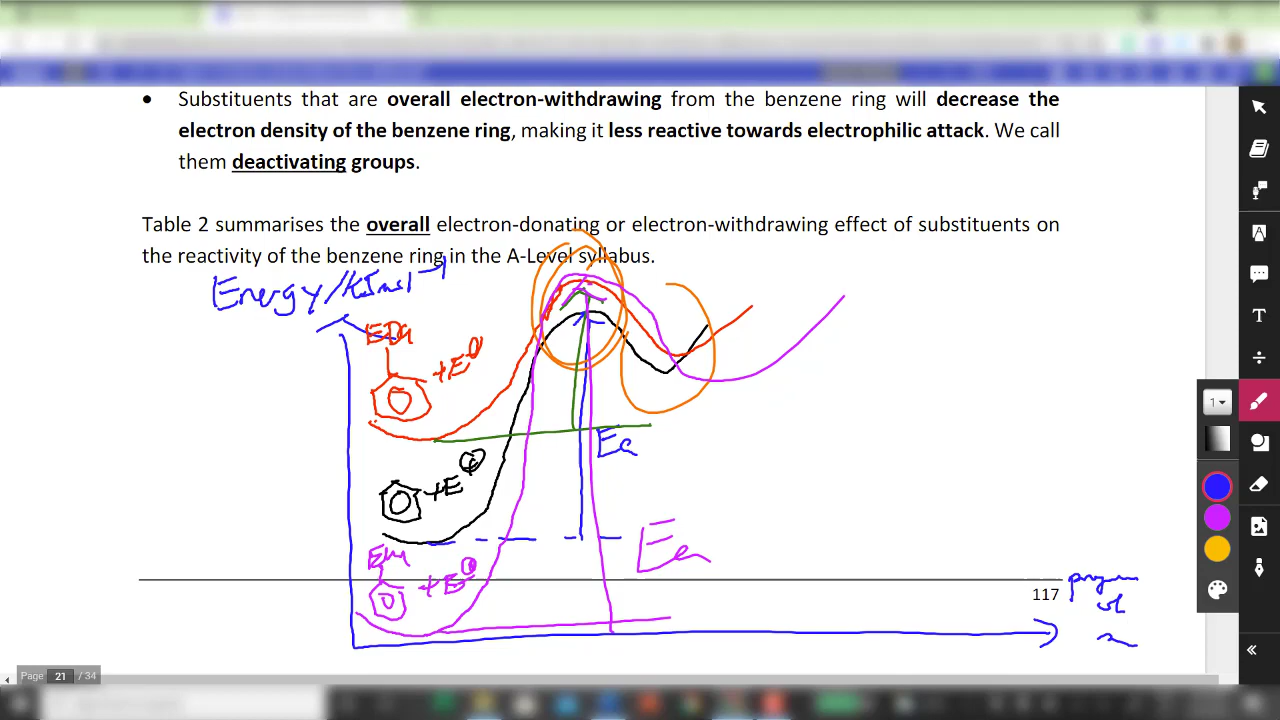 • Substituents that are overall electron-withdrawing from the benzene ring will decrease the
electron density of the benzene ring, making it less reactive towards electrophilic attack. We call
them deactivating groups.
Table 2 summarises the overall electron-donating or electron-withdrawing effect of substituents on
the reactivity of the benzene ring in the A-Level syllabus.
Energy/kJmol⁻¹
EDG
+E⊕
Ea
+E⊕
EWG
+E⊕
Ea
117
of
Page 21 / 34
1